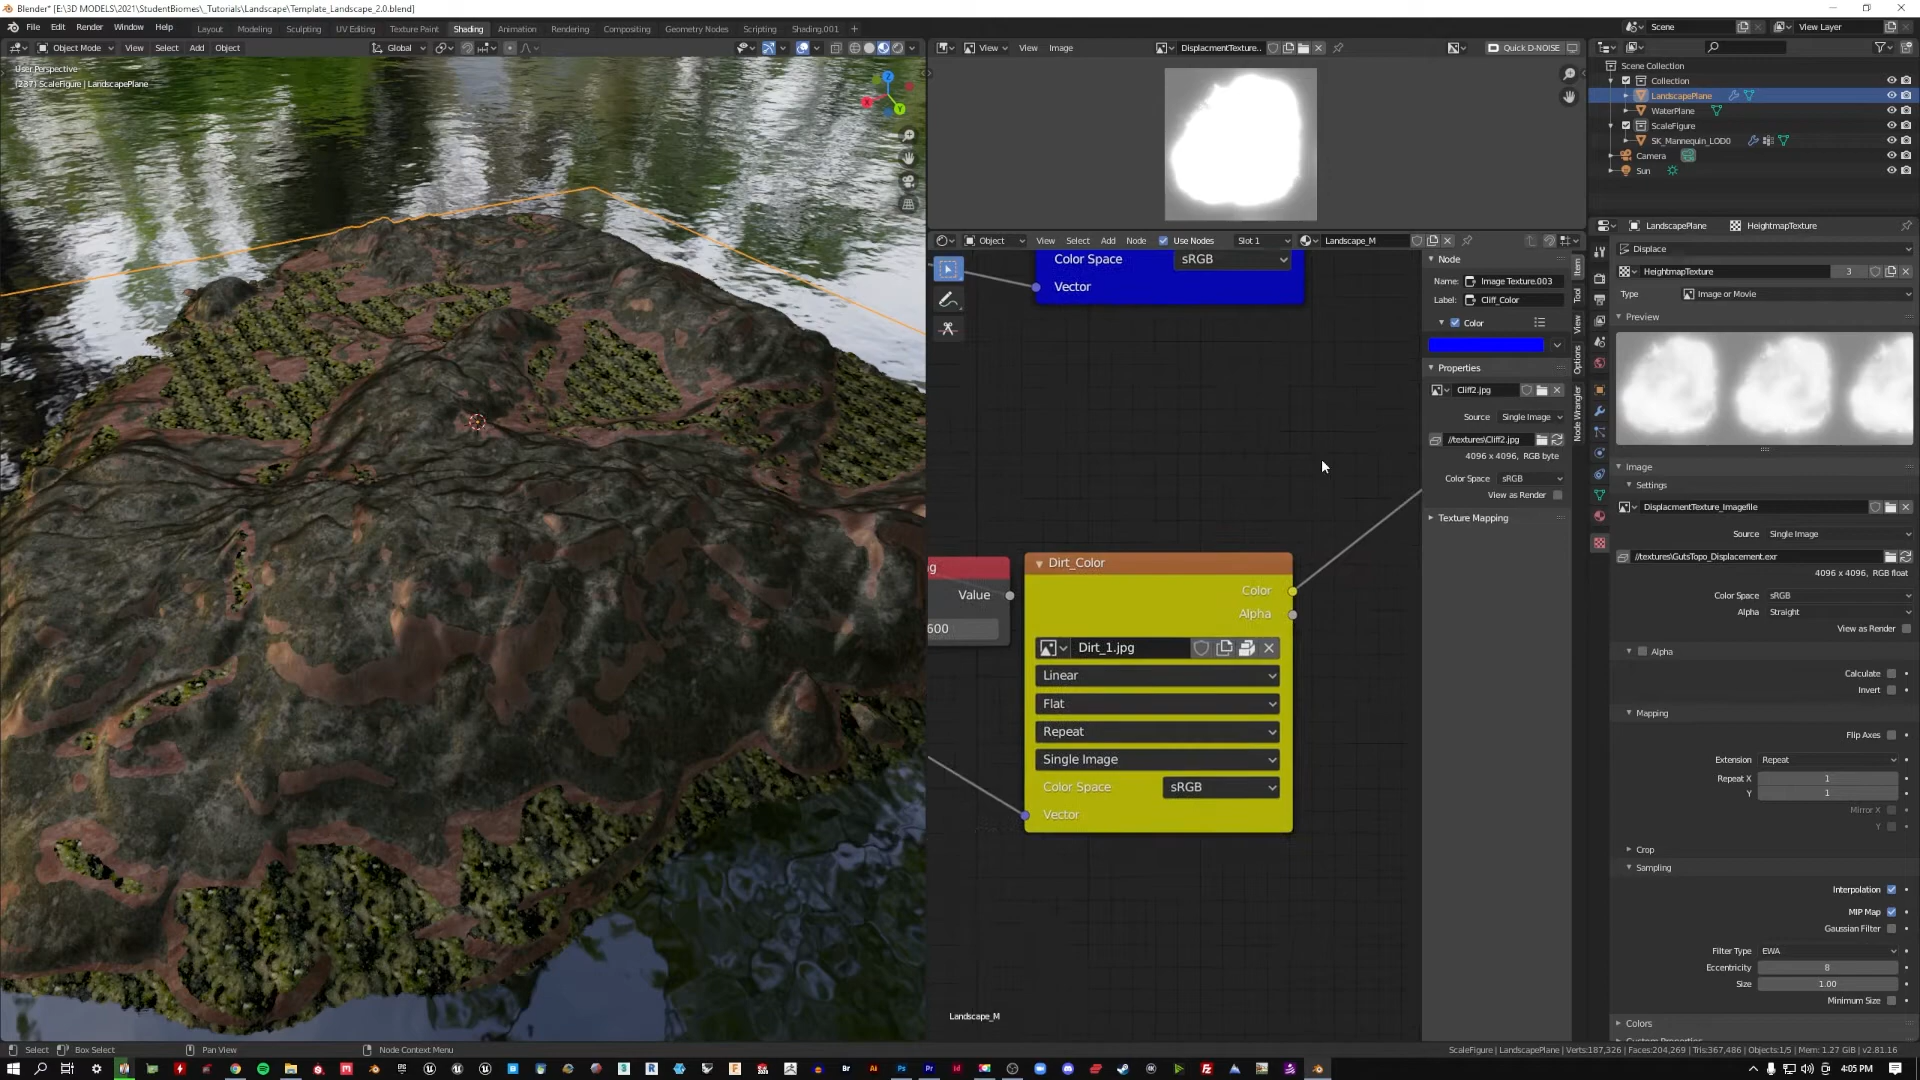 Blender* [E:\3D MODELS\2021\StudentBiomes\_Tutorials\Landscape\Template_Landscape_2.0.blend]
File Edit Render Window Help
Layout Modeling Sculpting UV Editing Texture Paint Shading Animation Rendering Compositing Geometry Nodes Scripting Shading.001 +
Scene
View Layer
Object Mode View Select Add Object
Global
User Perspective
(237) ScaleFigure | LandscapePlane
View View Image
DisplacmentTexture..
Quick D-NOISE
Object View Select Add Node Use Nodes Slot 1 Landscape_M
Color Space sRGB
Vector
g
Value
600
Dirt_Color
Color
Alpha
Dirt_1.jpg
Linear
Flat
Repeat
Single Image
Color Space sRGB
Vector
Landscape_M
Node
Name: Image Texture.003
Label: Cliff_Color
Color
Properties
Cliff2.jpg
Source Single Image
//textures\Cliff2.jpg
4096 x 4096, RGB byte
Color Space sRGB
View as Render
Texture Mapping
Item
Tool
View
Options
Node Wrangler
Scene Collection
Collection
LandscapePlane
WaterPlane
ScaleFigure
SK_Mannequin_LOD0
Camera
Sun
LandscapePlane HeightmapTexture
Displace
HeightmapTexture 3
Type Image or Movie
Preview
Image
Settings
DisplacmentTexture_Imagefile
Source Single Image
//textures\GutsTopo_Displacement.exr
4096 x 4096, RGB float
Color Space sRGB
Alpha Straight
View as Render
Alpha
Calculate
Invert
Mapping
Flip Axes
Extension Repeat
Repeat X 1
Y 1
Mirror X
Y
Crop
Sampling
Interpolation
MIP Map
Gaussian Filter
Filter Type EWA
Eccentricity 8
Size 1.00
Minimum Size
Colors
Custom Properties
Select Box Select Pan View Node Context Menu
ScaleFigure | LandscapePlane | Verts:187,326 | Faces:204,269 | Tris:367,486 | Objects:1/5 | Mem: 1.27 GiB | v2.81.16
4:05 PM